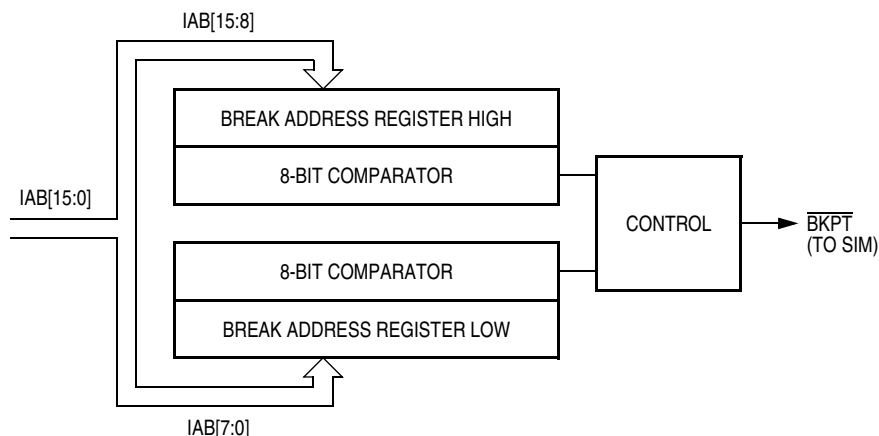 IAB[15:8]
BREAK ADDRESS REGISTER HIGH
8-BIT COMPARATOR
IAB[15:0]
CONTROL
BKPT
(TO SIM)
8-BIT COMPARATOR
BREAK ADDRESS REGISTER LOW
IAB[7:0]